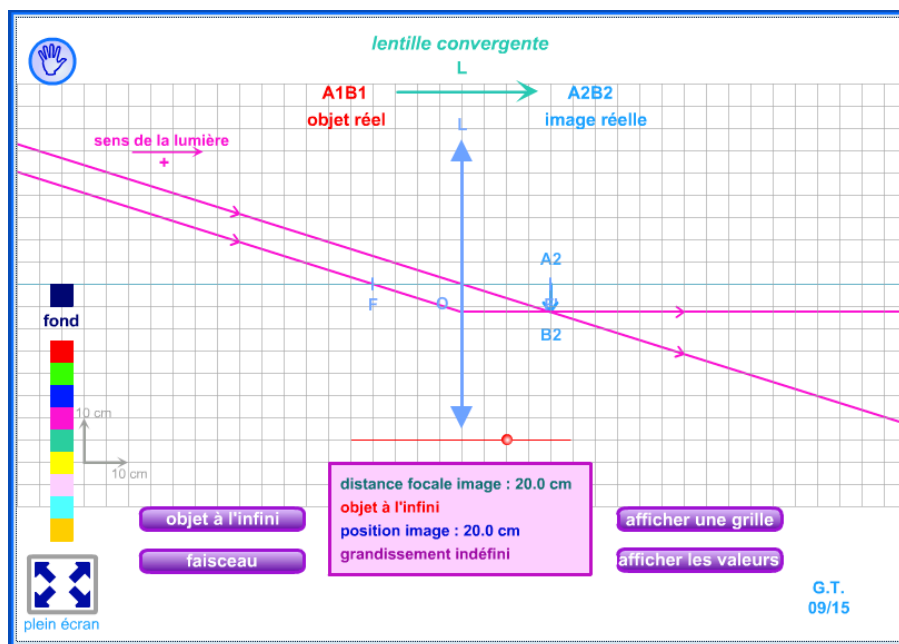 lentille convergente
L
A1B1
A2B2
objet réel
image réelle
L
sens de la lumière
+
A2
F
O
B2
fond
10 cm
10 cm
distance focale image : 20.0 cm
objet à l'infini
position image : 20.0 cm
grandissement indéfini
objet à l'infini
afficher une grille
faisceau
afficher les valeurs
plein écran
G.T.
09/15